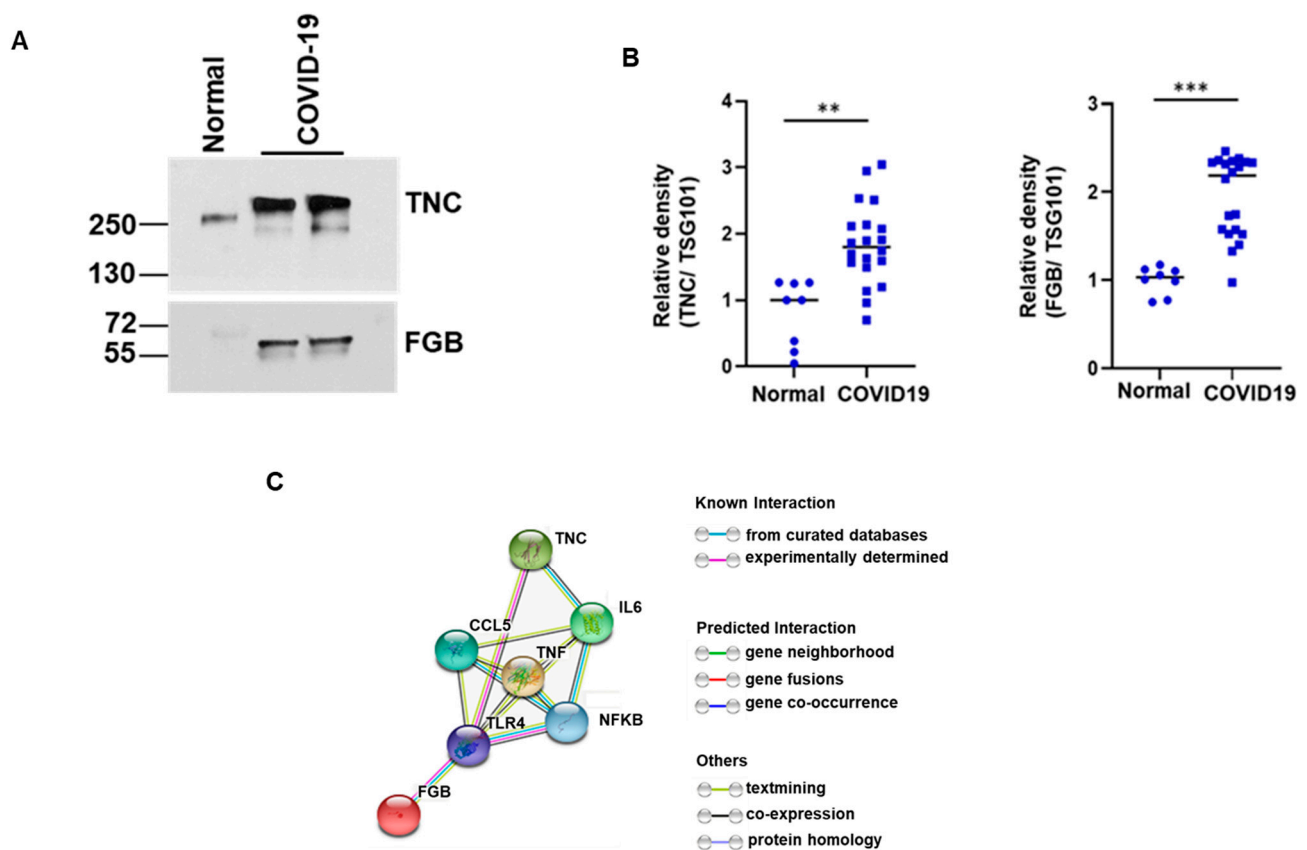 A
Normal
COVID-19
TNC
250
130
72
55
FGB
B
Relative density
(TNC/ TSG101)
4
3
2
1
0
**
Normal
COVID19
Relative density
(FGB/ TSG101)
3
2
1
0
***
Normal
COVID19
C
TNC
IL6
CCL5
TNF
NFKB
TLR4
FGB
Known Interaction
from curated databases
experimentally determined
Predicted Interaction
gene neighborhood
gene fusions
gene co-occurrence
Others
textmining
co-expression
protein homology